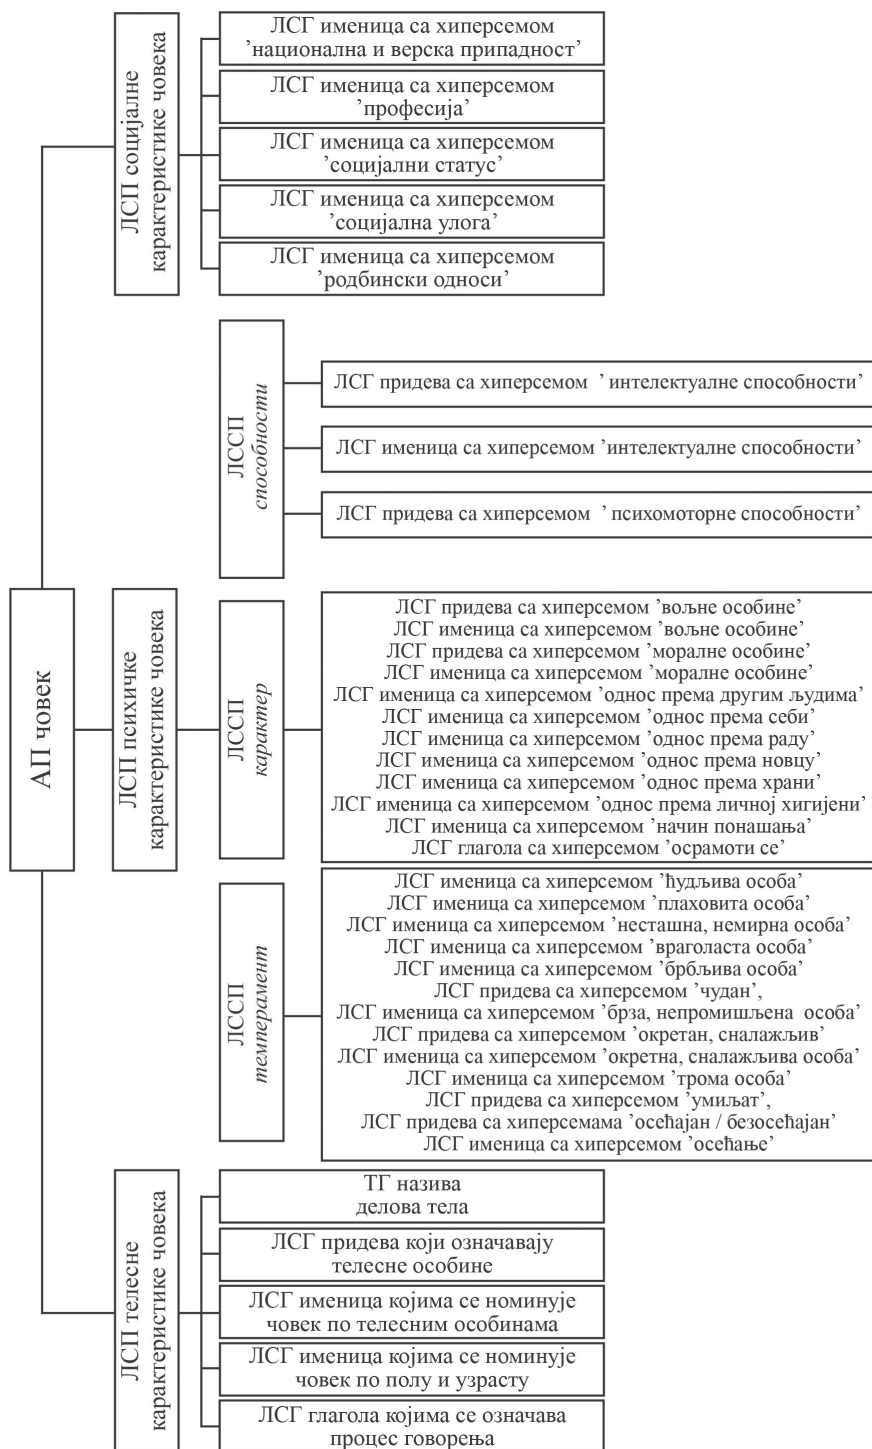 АП човек
ЛСП социјалне
карактеристике човека
ЛСГ именица са хиперсемом
’национална и верска припадност’
ЛСГ именица са хиперсемом
’професија’
ЛСГ именица са хиперсемом
’социјални статус’
ЛСГ именица са хиперсемом
’социјална улога’
ЛСГ именица са хиперсемом
’родбински односи’
ЛСП психичке
карактеристике човека
ЛССП
способности
ЛСГ придева са хиперсемом ’ интелектуалне способности’
ЛСГ именица са хиперсемом ’интелектуалне способности’
ЛСГ придева са хиперсемом ’ психомоторне способности’
ЛССП
карактер
ЛСГ придева са хиперсемом ’вољне особине’
ЛСГ именица са хиперсемом ’вољне особине’
ЛСГ придева са хиперсемом ’моралне особине’
ЛСГ именица са хиперсемом ’моралне особине’
ЛСГ именица са хиперсемом ’однос према другим људима’
ЛСГ именица са хиперсемом ’однос према себи’
ЛСГ именица са хиперсемом ’однос према раду’
ЛСГ именица са хиперсемом ’однос према новцу
ЛСГ именица са хиперсемом ’однос према храни’
ЛСГ именица са хиперсемом ’однос према личној хигијени’
ЛСГ именица са хиперсемом ’начин понашања’
ЛСГ глагола са хиперсемом ’осрамоти се’
ЛССП
темперамент
ЛСГ именица са хиперсемом ’ћудљива особа’
ЛСГ именица са хиперсемом ’плаховита особа’
ЛСГ именица са хиперсемом ’несташна, немирна особа’
ЛСГ именица са хиперсемом ’враголаста особа’
ЛСГ именица са хиперсемом ’брбљива особа’
ЛСГ придева са хиперсемом ’чудан’,
ЛСГ именица са хиперсемом ’брза, непромишљена особа’
ЛСГ придева са хиперсемом ’окретан, сналажљив’
ЛСГ именица са хиперсемом ’окретна, сналажљива особа’
ЛСГ именица са хиперсемом ’трома особа’
ЛСГ придева са хиперсемом ’умиљат’,
ЛСГ придева са хиперсемама ’осећајан / безосећајан’
ЛСГ именица са хиперсемом ’осећање’
ЛСП телесне
карактеристике човека
ТГ назива
делова тела
ЛСГ придева који означавају
телесне особине
ЛСГ именица којима се номинује
човек по телесним особинама
ЛСГ именица којима се номинује
човек по полу и узрасту
ЛСГ глагола којима се означава
процес говорења